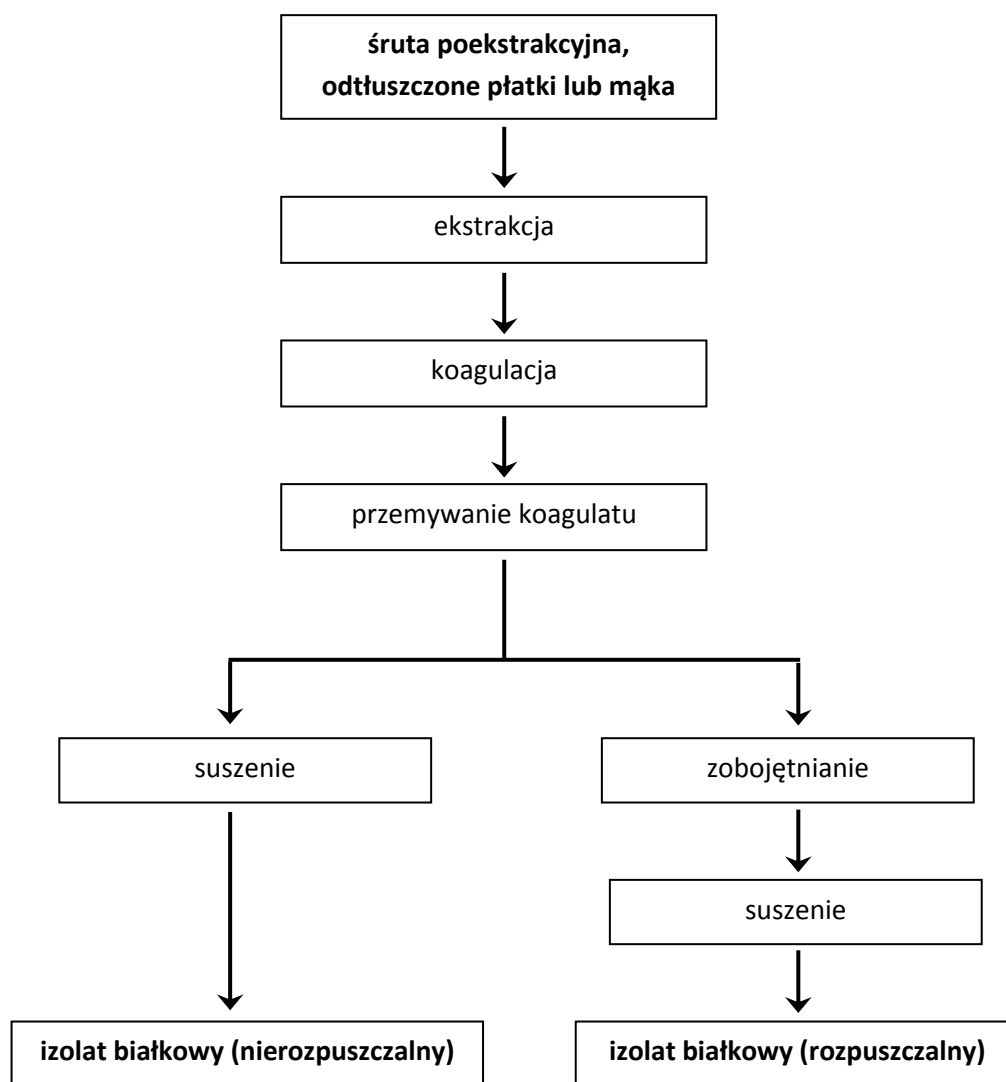 śruta poekstrakcyjna,
odtłuszczone płatki lub mąka
ekstrakcja
koagulacja
przemywanie koagulatu
suszenie
zobojętnianie
suszenie
izolat białkowy (nierozpuszczalny)
izolat białkowy (rozpuszczalny)